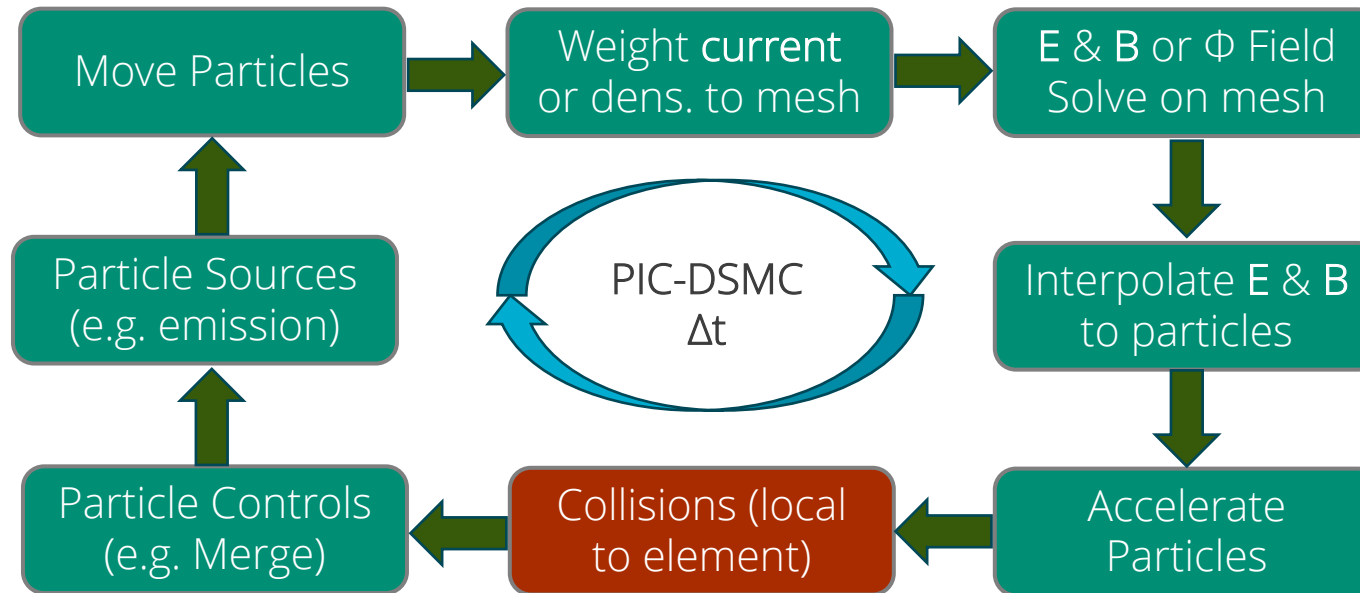 Move Particles
Weight current
or dens. to mesh
E & B or Φ Field
Solve on mesh
Particle Sources
(e.g. emission)
PIC-DSMC
Δt
Interpolate E & B
to particles
Particle Controls
(e.g. Merge)
Collisions (local
to element)
Accelerate
Particles